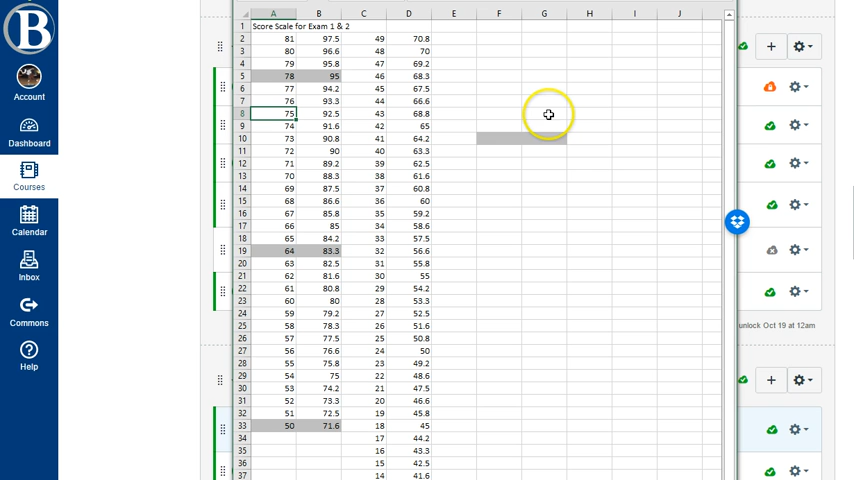 A B C D E F G H I J
1 Score Scale for Exam 1 & 2
2 81 97.5 49 70.8
3 80 96.6 48 70
4 79 95.8 47 69.2
5 78 95 46 68.3
6 77 94.2 45 67.5
7 76 93.3 44 66.6
8 75 92.5 43 68.8
9 74 91.6 42 65
10 73 90.8 41 64.2
11 72 90 40 63.3
12 71 89.2 39 62.5
13 70 88.3 38 61.6
14 69 87.5 37 60.8
15 68 86.6 36 60
16 67 85.8 35 59.2
17 66 85 34 58.6
18 65 84.2 33 57.5
19 64 83.3 32 56.6
20 63 82.5 31 55.8
21 62 81.6 30 55
22 61 80.8 29 54.2
23 60 80 28 53.3
24 59 79.2 27 52.5
25 58 78.3 26 51.6
26 57 77.5 25 50.8
27 56 76.6 24 50
28 55 75.8 23 49.2
29 54 75 22 48.6
30 53 74.2 21 47.5
31 52 73.3 20 46.6
32 51 72.5 19 45.8
33 50 71.6 18 45
34 17 44.2
35 16 43.3
36 15 42.5
37 14 41.6
B
Account
Dashboard
Courses
Calendar
Inbox
Commons
Help
unlock Oct 19 at 12am